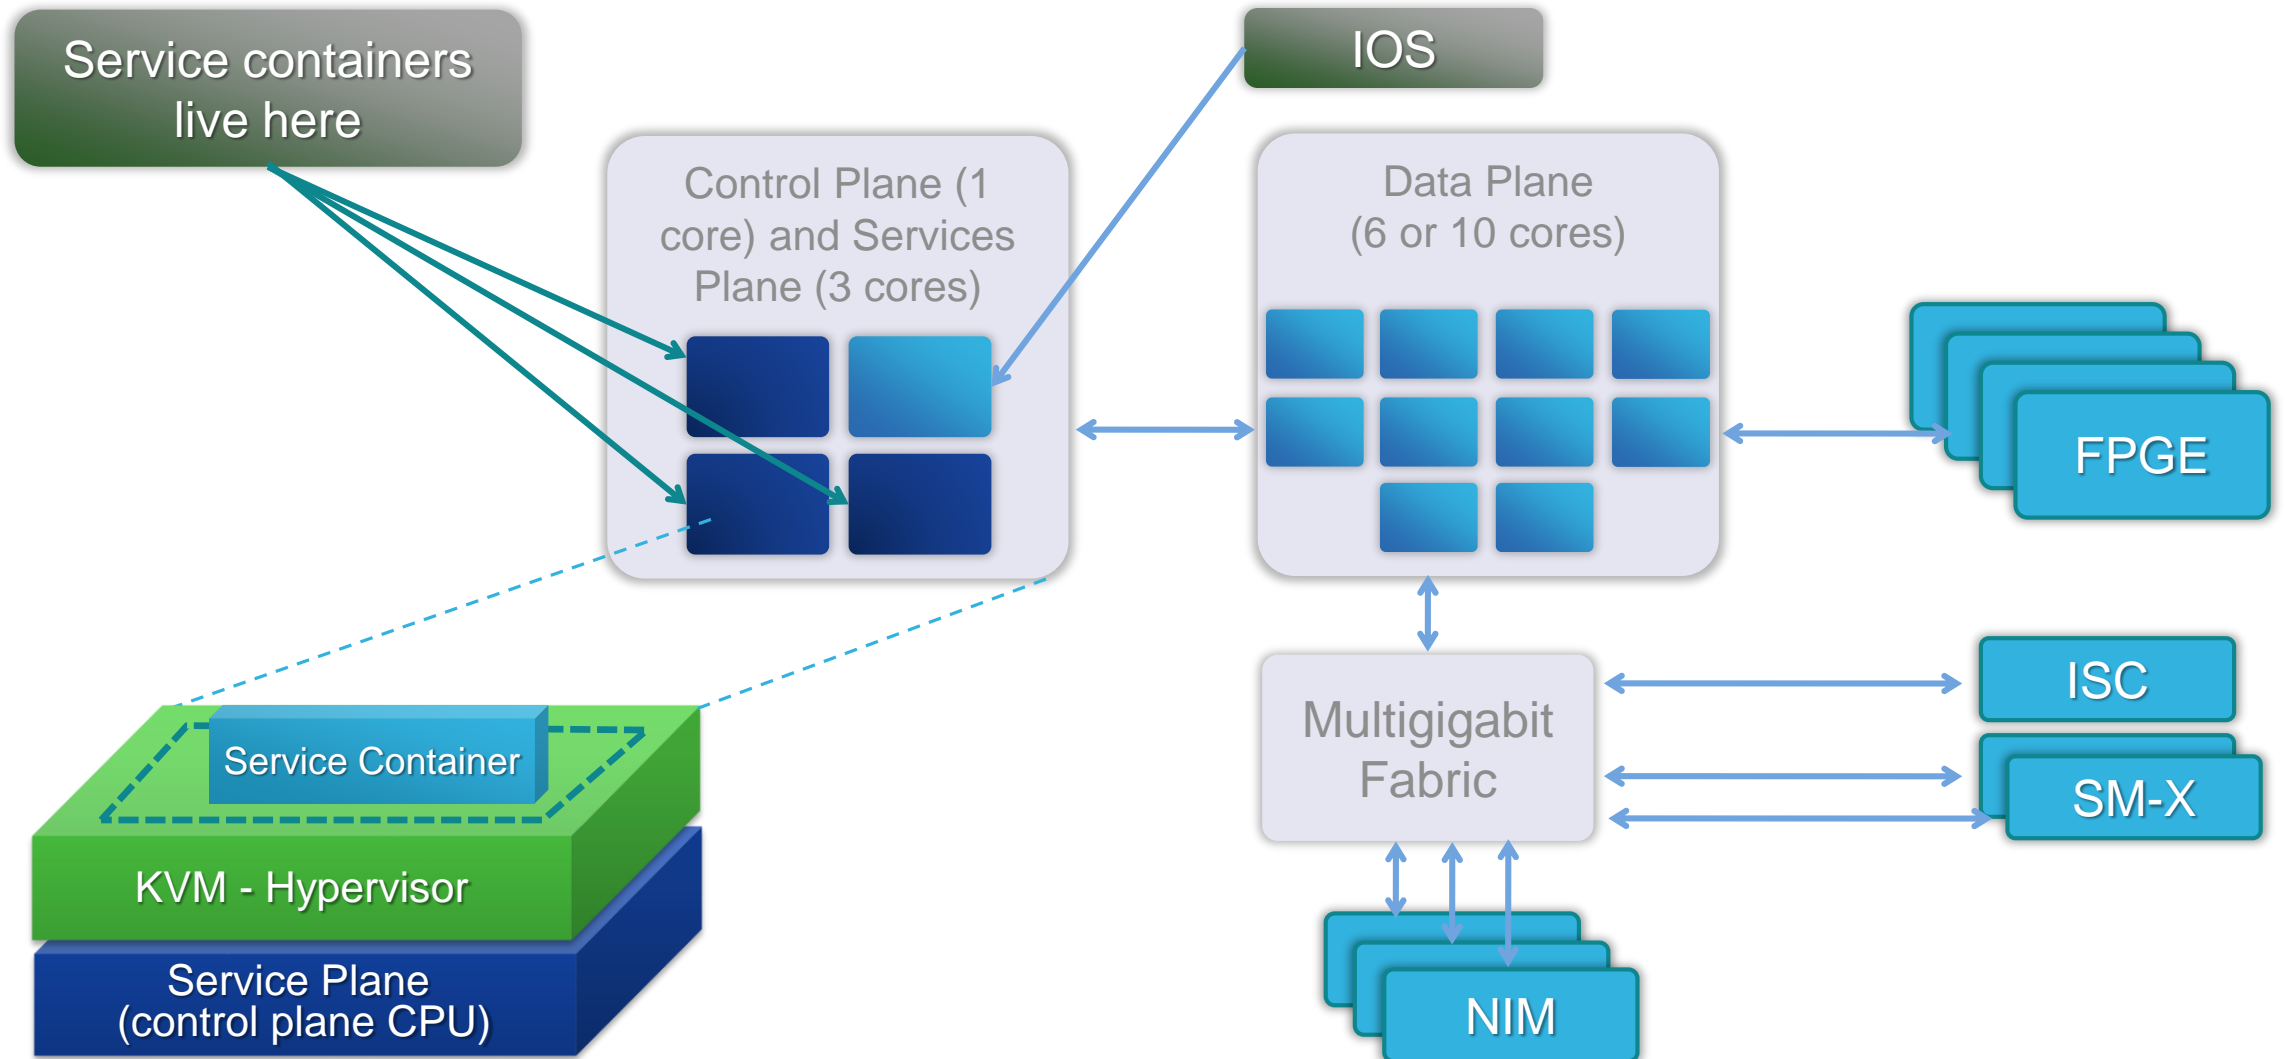 Service containers
live here
IOS
Control Plane (1
core) and Services
Plane (3 cores)
Data Plane
(6 or 10 cores)
FPGE
ISC
Multigigabit
Fabric
SM-X
Service Container
KVM - Hypervisor
Service Plane
(control plane CPU)
NIM